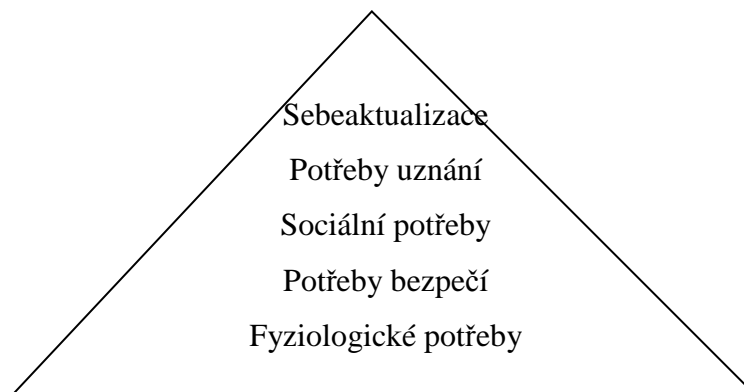 Sebeaktualizace
Potřeby uznání
Sociální potřeby
Potřeby bezpečí
Fyziologické potřeby